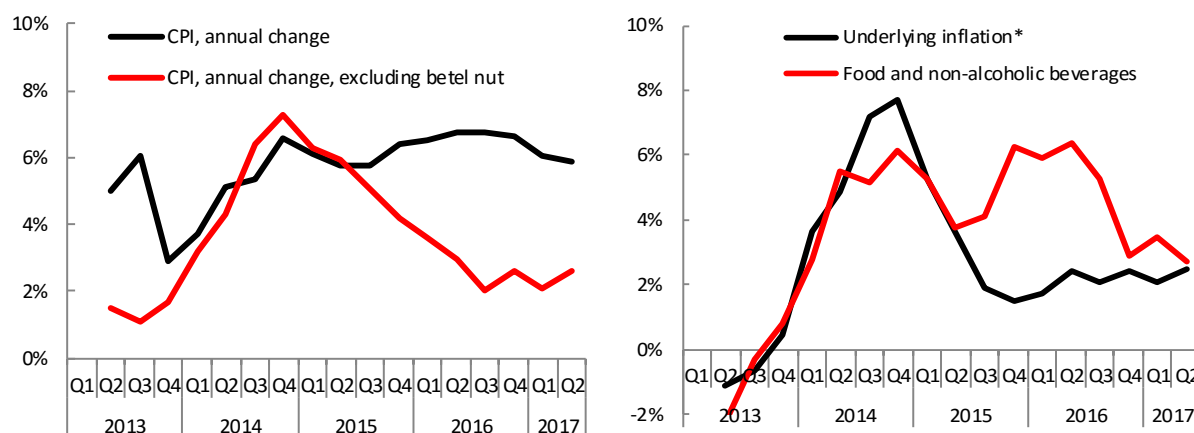 10%
8%
6%
4%
2%
0%
CPI, annual change
CPI, annual change, excluding betel nut
Q1 Q2 Q3 Q4 Q1 Q2 Q3 Q4 Q1 Q2 Q3 Q4 Q1 Q2 Q3 Q4 Q1 Q2
2013 2014 2015 2016 2017
10%
8%
6%
4%
2%
0%
-2%
Underlying inflation*
Food and non-alcoholic beverages
Q1 Q2 Q3 Q4 Q1 Q2 Q3 Q4 Q1 Q2 Q3 Q4 Q1 Q2 Q3 Q4 Q1 Q2
2013 2014 2015 2016 2017